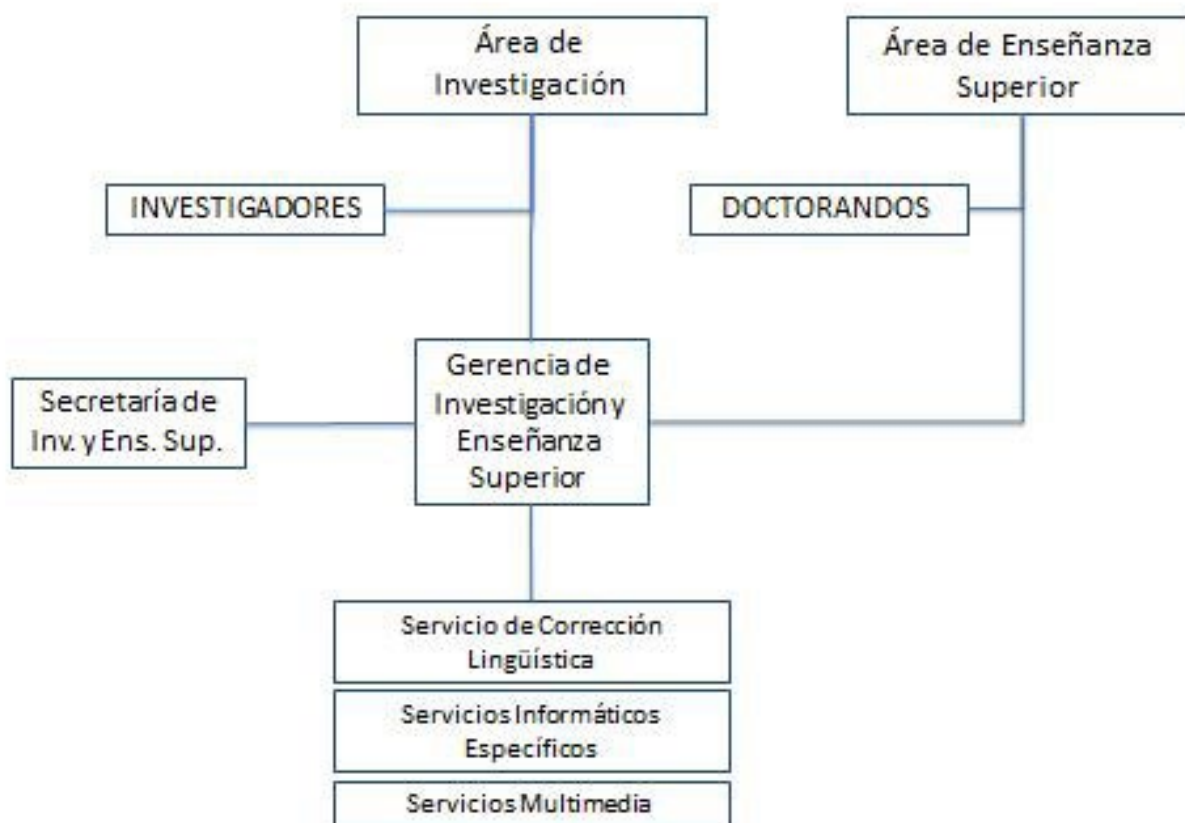 Área de
Investigación
Área de Enseñanza
Superior
INVESTIGADORES
DOCTORANDOS
Gerencia de
Investigación y
Enseñanza
Superior
Secretaría de
Inv. y Ens. Sup.
Servicio de Corrección
Lingüística
Servicios Informáticos
Específicos
Servicios Multimedia